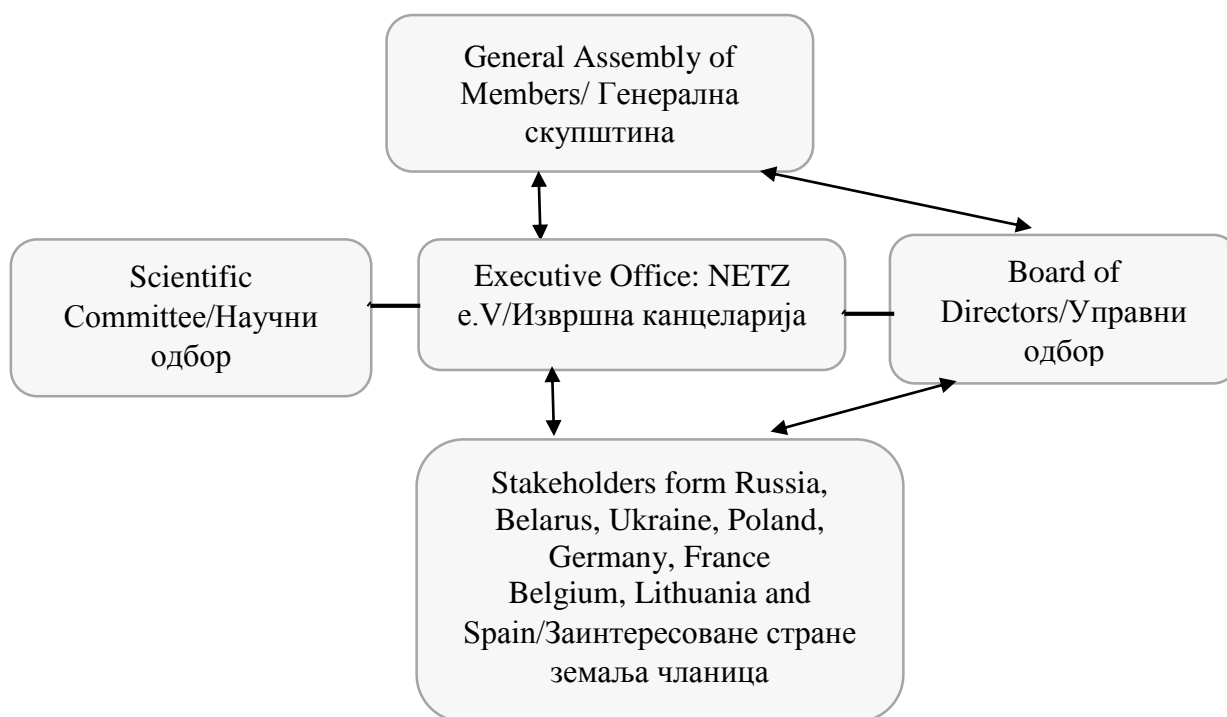 General Assembly of
Members/ Генерална
скупштина
Scientific
Committee/Научни
одбор
Executive Office: NETZ
e.V/Извршна канцеларија
Board of
Directors/Управни
одбор
Stakeholders form Russia,
Belarus, Ukraine, Poland,
Germany, France
Belgium, Lithuania and
Spain/Заинтересоване стране
земаља чланица